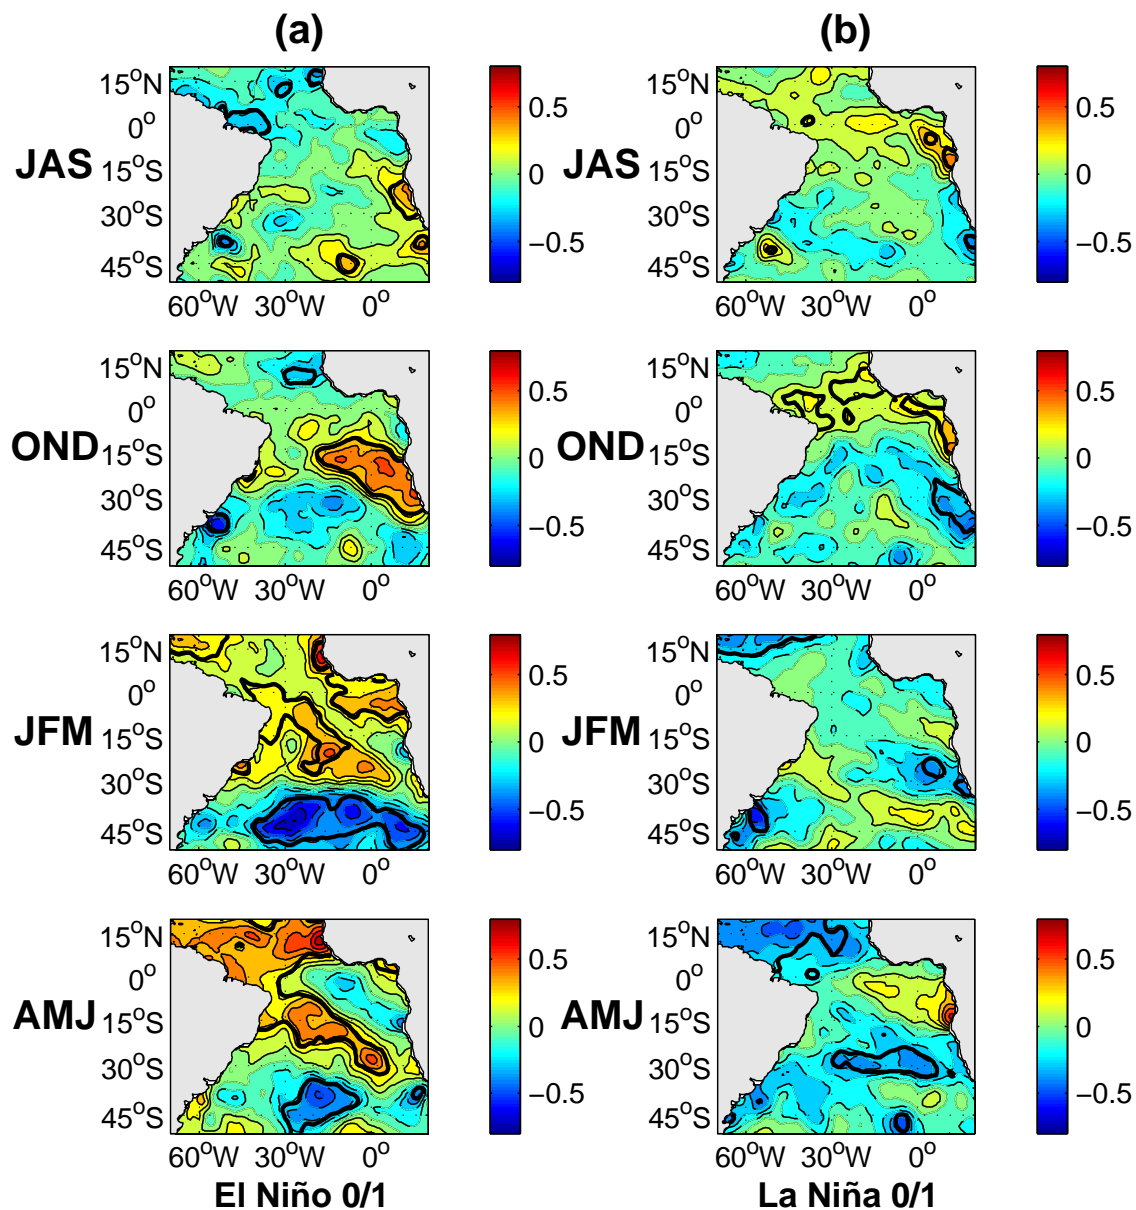 (a) (b)
15°N 0.5 15°N 0.5
0° 0°
JAS 15°S 0 JAS 15°S 0
30°S −0.5 30°S −0.5
45°S 45°S
60°W 30°W 0° 60°W 30°W 0°
15°N 0.5 15°N 0.5
0° 0°
OND 15°S 0 OND 15°S 0
30°S −0.5 30°S −0.5
45°S 45°S
60°W 30°W 0° 60°W 30°W 0°
15°N 0.5 15°N 0.5
0° 0°
JFM 15°S 0 JFM 15°S 0
30°S −0.5 30°S −0.5
45°S 45°S
60°W 30°W 0° 60°W 30°W 0°
15°N 0.5 15°N 0.5
0° 0°
AMJ 15°S 0 AMJ 15°S 0
30°S −0.5 30°S −0.5
45°S 45°S
60°W 30°W 0° 60°W 30°W 0°
El Niño 0/1 La Niña 0/1